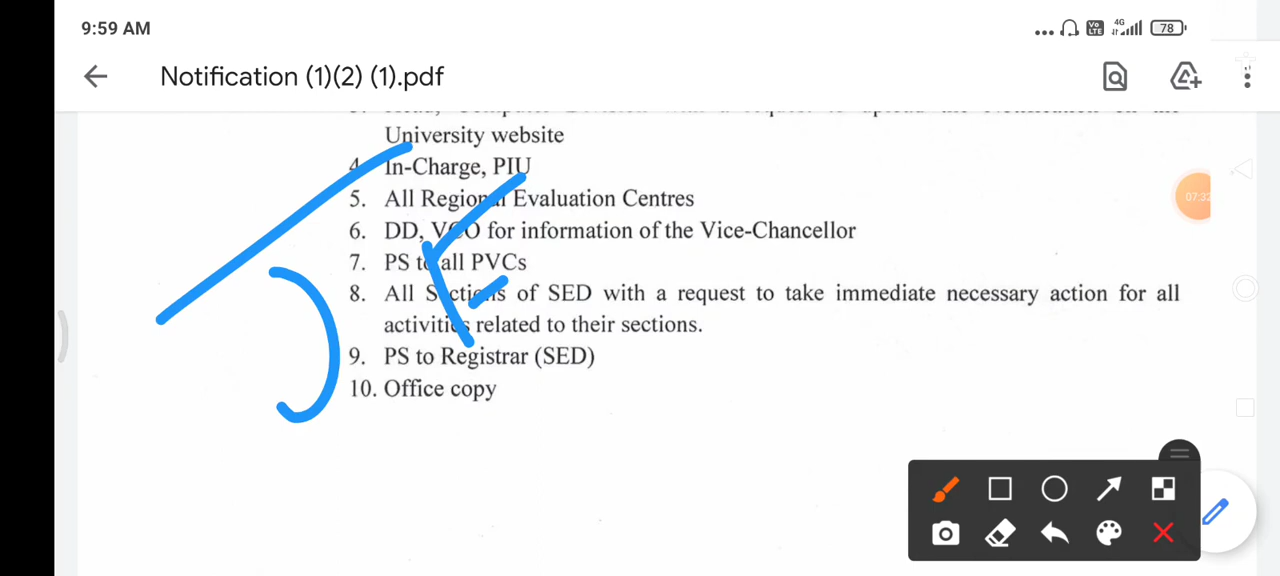 9:59 AM
4G
78
Notification (1)(2) (1).pdf
University website
4. In-Charge, PIU
5. All Regional Evaluation Centres
07:32
6. DD, VCO for information of the Vice-Chancellor
7. PS to all PVCs
8. All Sections of SED with a request to take immediate necessary action for all
activities related to their sections.
9. PS to Registrar (SED)
10. Office copy